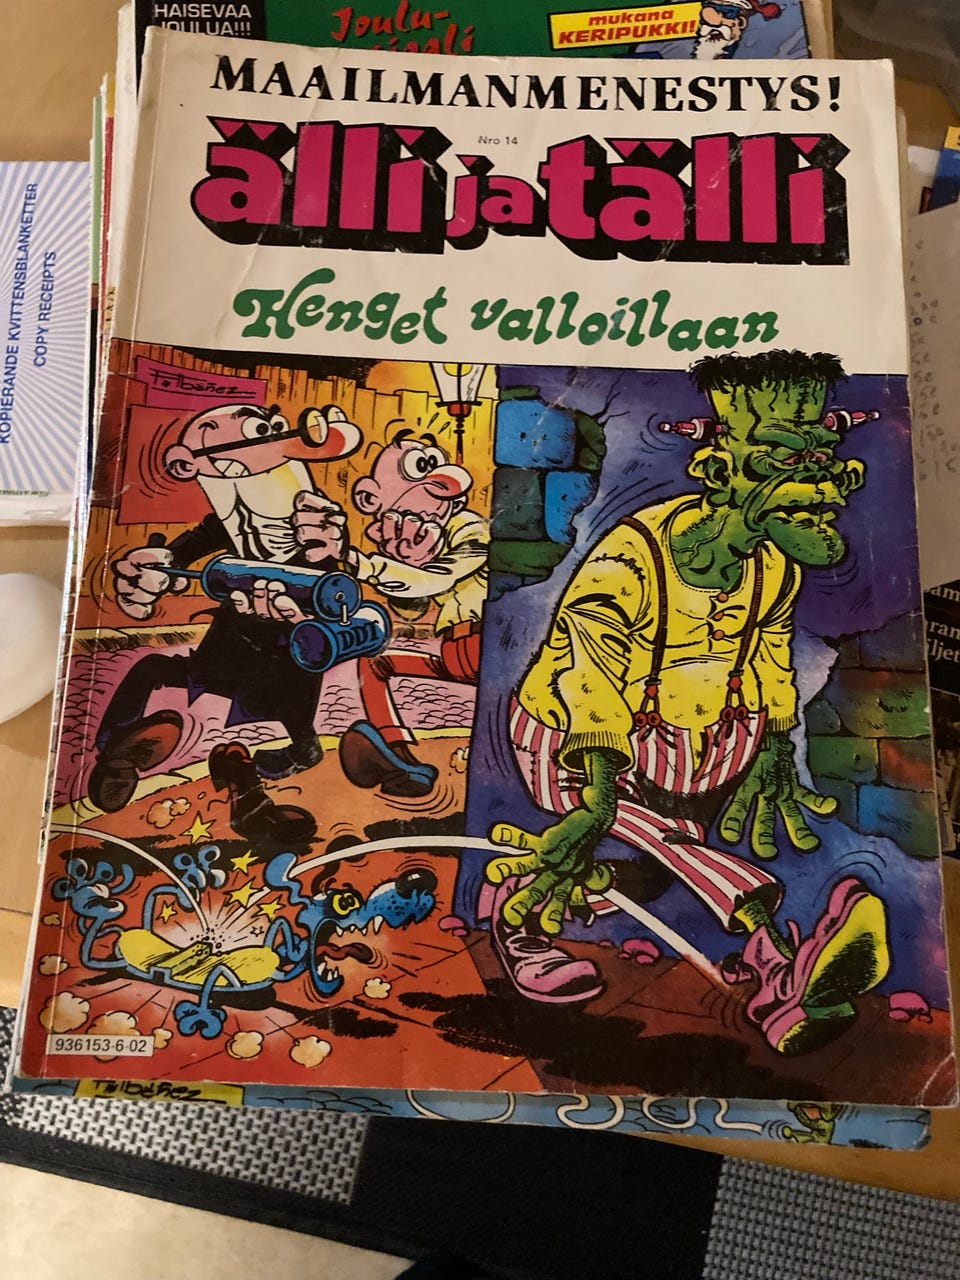 HAISEVAA
JOULUA!!!
Joulu-
mukana
KERIPUKKI!
MAAILMANMENESTYS!
Nro 14
älli ja tälli
Henget valloillaan
DDT
936153-6-02
KOPIERANDE KVITTENSBLANKETTER
COPY RECEIPTS